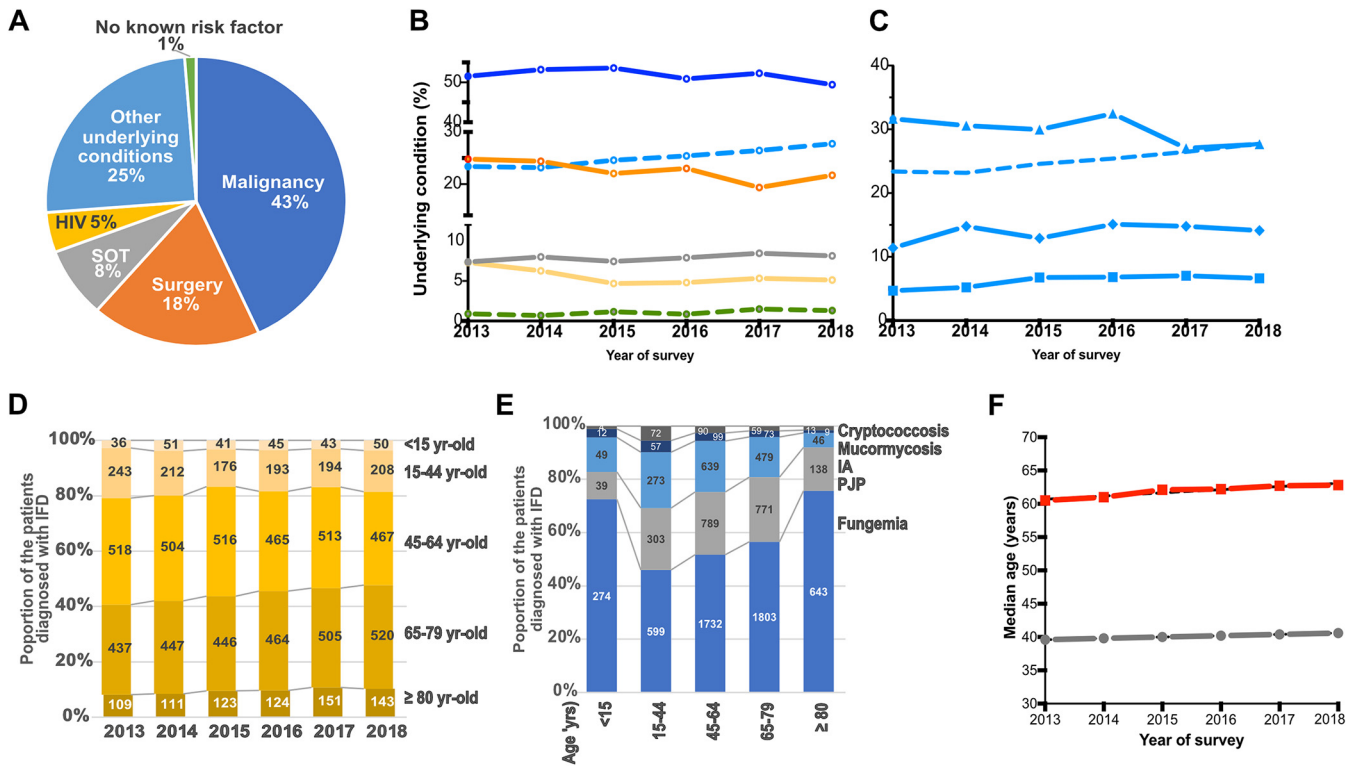 A
No known risk factor
1%
Other
underlying
conditions
25%
Malignancy
43%
HIV 5%
SOT
8%
Surgery
18%
B
Underlying condition (%)
50
40
30
20
10
5
0
2013 2014 2015 2016 2017 2018
Year of survey
C
40
30
20
10
0
2013 2014 2015 2016 2017 2018
Year of survey
D
Poportion of the patients
diagnosed with IFD
100%
80%
60%
40%
20%
0%
36 51 41 45 43 50
243 212 176 193 194 208
518 504 516 465 513 467
437 447 446 464 505 520
109 111 123 124 151 143
<15 yr-old
15-44 yr-old
45-64 yr-old
65-79 yr-old
≥ 80 yr-old
2013 2014 2015 2016 2017 2018
E
Poportion of the patients
diagnosed with IFD
100%
80%
60%
40%
20%
0%
72 90 59 13
12 57 99 73 9
49 273 639 479 46
39 303 789 771 138
274 599 1732 1803 643
Cryptococcosis
Mucormycosis
IA
PJP
Fungemia
Age 'yrs)
<15
15-44
45-64
65-79
≥ 80
F
Median age (years)
70
65
60
55
50
45
40
35
30
2013 2014 2015 2016 2017 2018
Year of survey